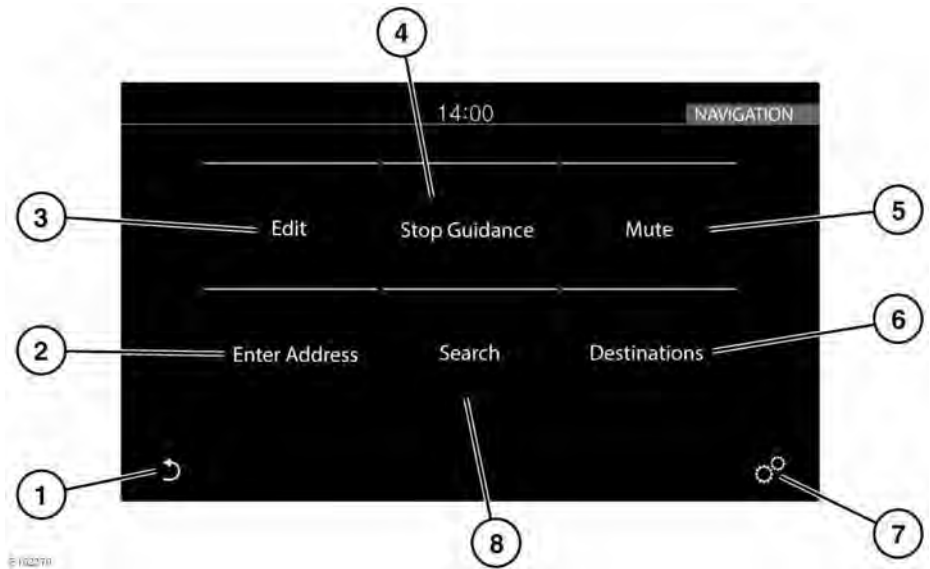 4
14:00
NAVIGATION
3
Edit
Stop Guidance
Mute
5
2
Enter Address
Search
Destinations
6
1
8
7